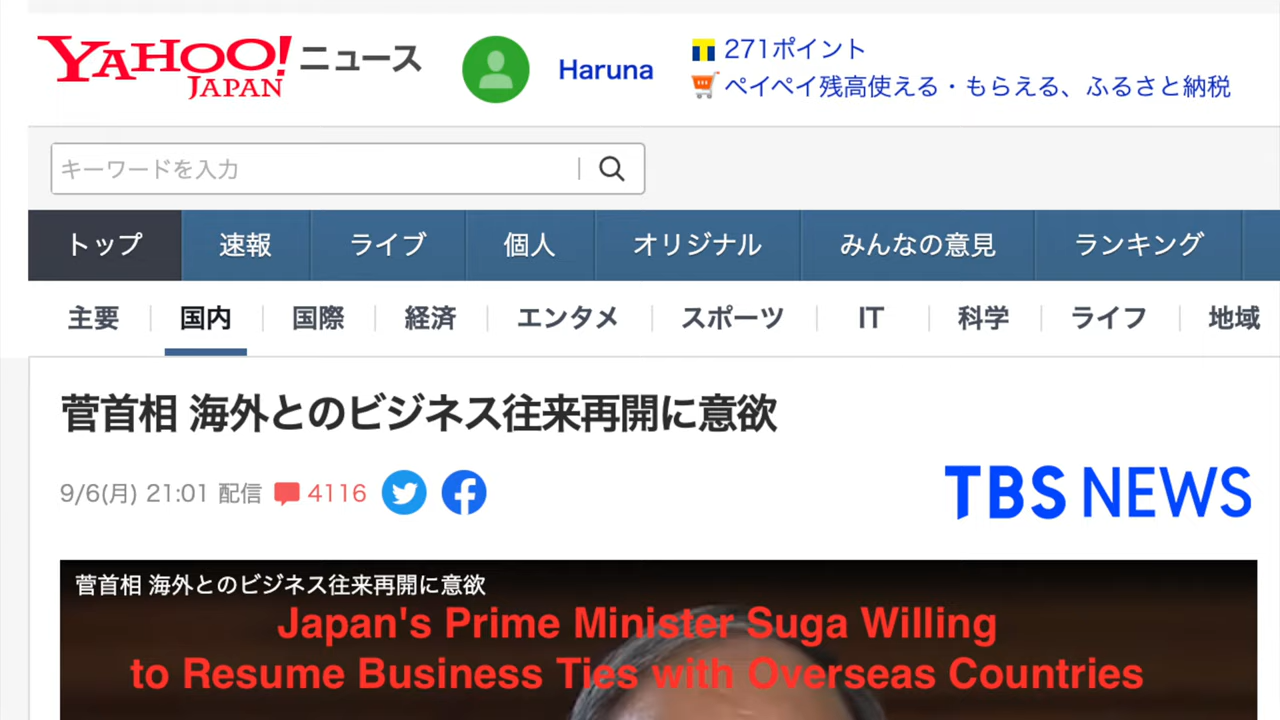 YAHOO! JAPAN ニュース
Haruna
271ポイント
ペイペイ残高使える・もらえる、ふるさと納税
キーワードを入力
トップ 速報 ライブ 個人 オリジナル みんなの意見 ランキング
主要 国内 国際 経済 エンタメ スポーツ IT 科学 ライフ 地域
菅首相 海外とのビジネス往来再開に意欲
9/6(月) 21:01 配信 4116
TBS NEWS
菅首相 海外とのビジネス往来再開に意欲
Japan's Prime Minister Suga Willing
to Resume Business Ties with Overseas Countries